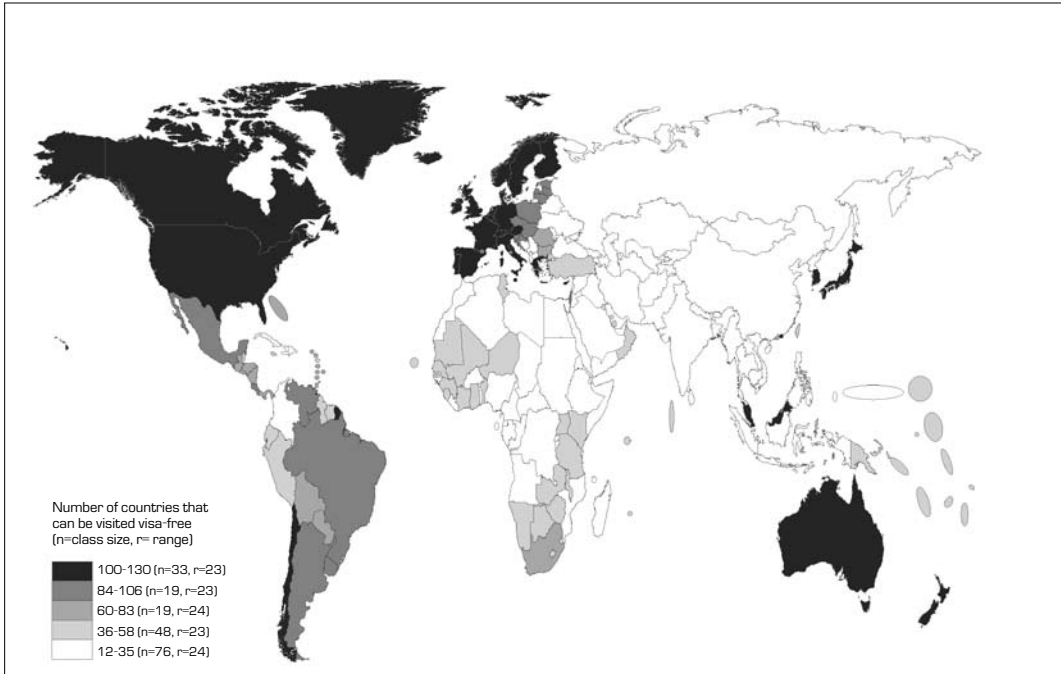 Number of countries that
can be visited visa-free
(n=class size, r= range)
100-130 (n=33, r=23)
84-106 (n=19, r=23)
60-83 (n=19, r=24)
36-58 (n=48, r=23)
12-35 (n=76, r=24)